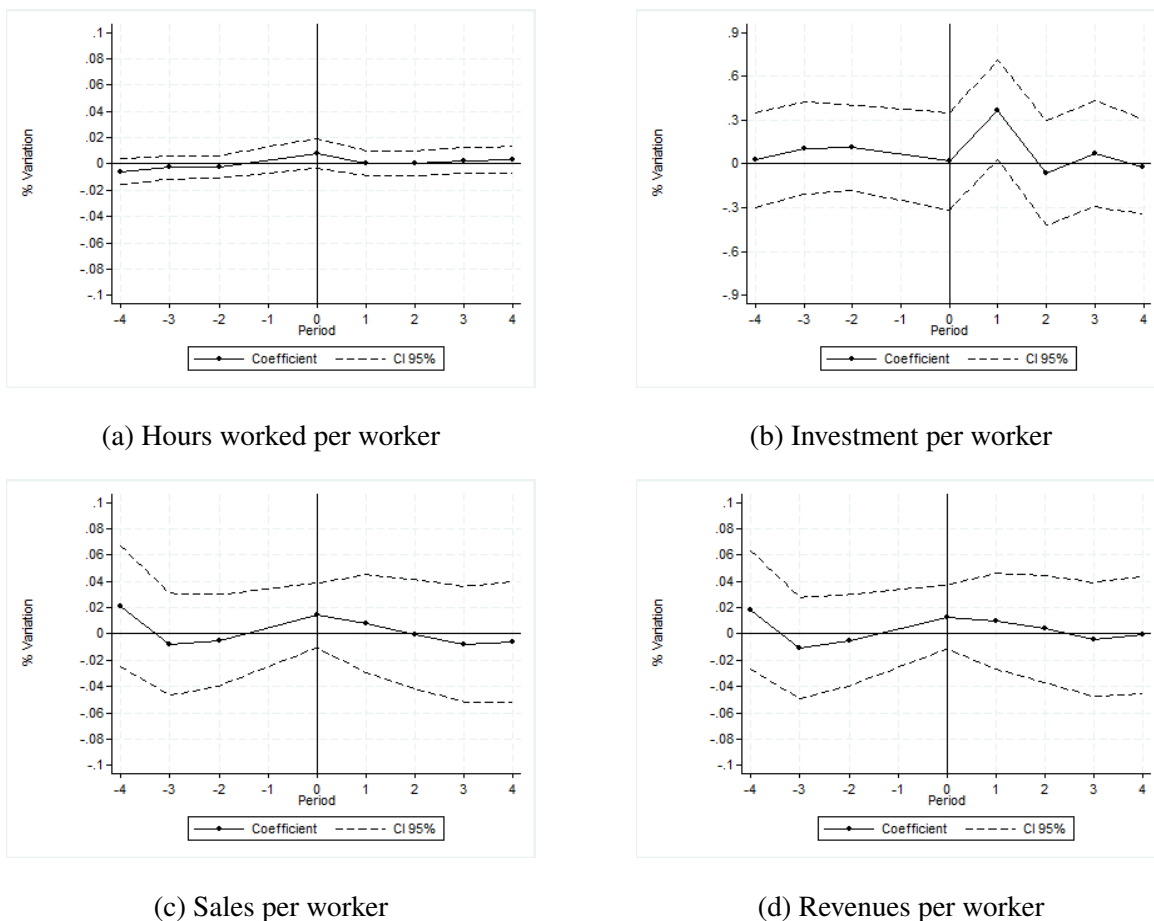 .1
.08
.06
.04
.02
0
-.02
-.04
-.06
-.08
-.1
% Variation
-4 -3 -2 -1 0 1 2 3 4
Period
Coefficient CI 95%
(a) Hours worked per worker
.9
.6
.3
0
-.3
-.6
-.9
% Variation
-4 -3 -2 -1 0 1 2 3 4
Period
Coefficient CI 95%
(b) Investment per worker
.1
.08
.06
.04
.02
0
-.02
-.04
-.06
-.08
-.1
% Variation
-4 -3 -2 -1 0 1 2 3 4
Period
Coefficient CI 95%
(c) Sales per worker
.1
.08
.06
.04
.02
0
-.02
-.04
-.06
-.08
-.1
% Variation
-4 -3 -2 -1 0 1 2 3 4
Period
Coefficient CI 95%
(d) Revenues per worker